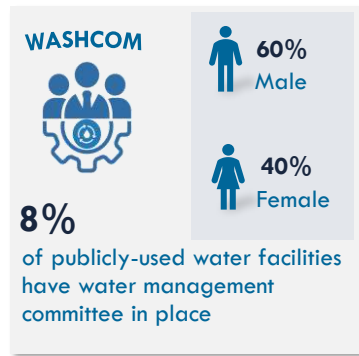 WASHCOM
60%
Male
40%
Female
8%
of publicly-used water facilities
have water management
committee in place